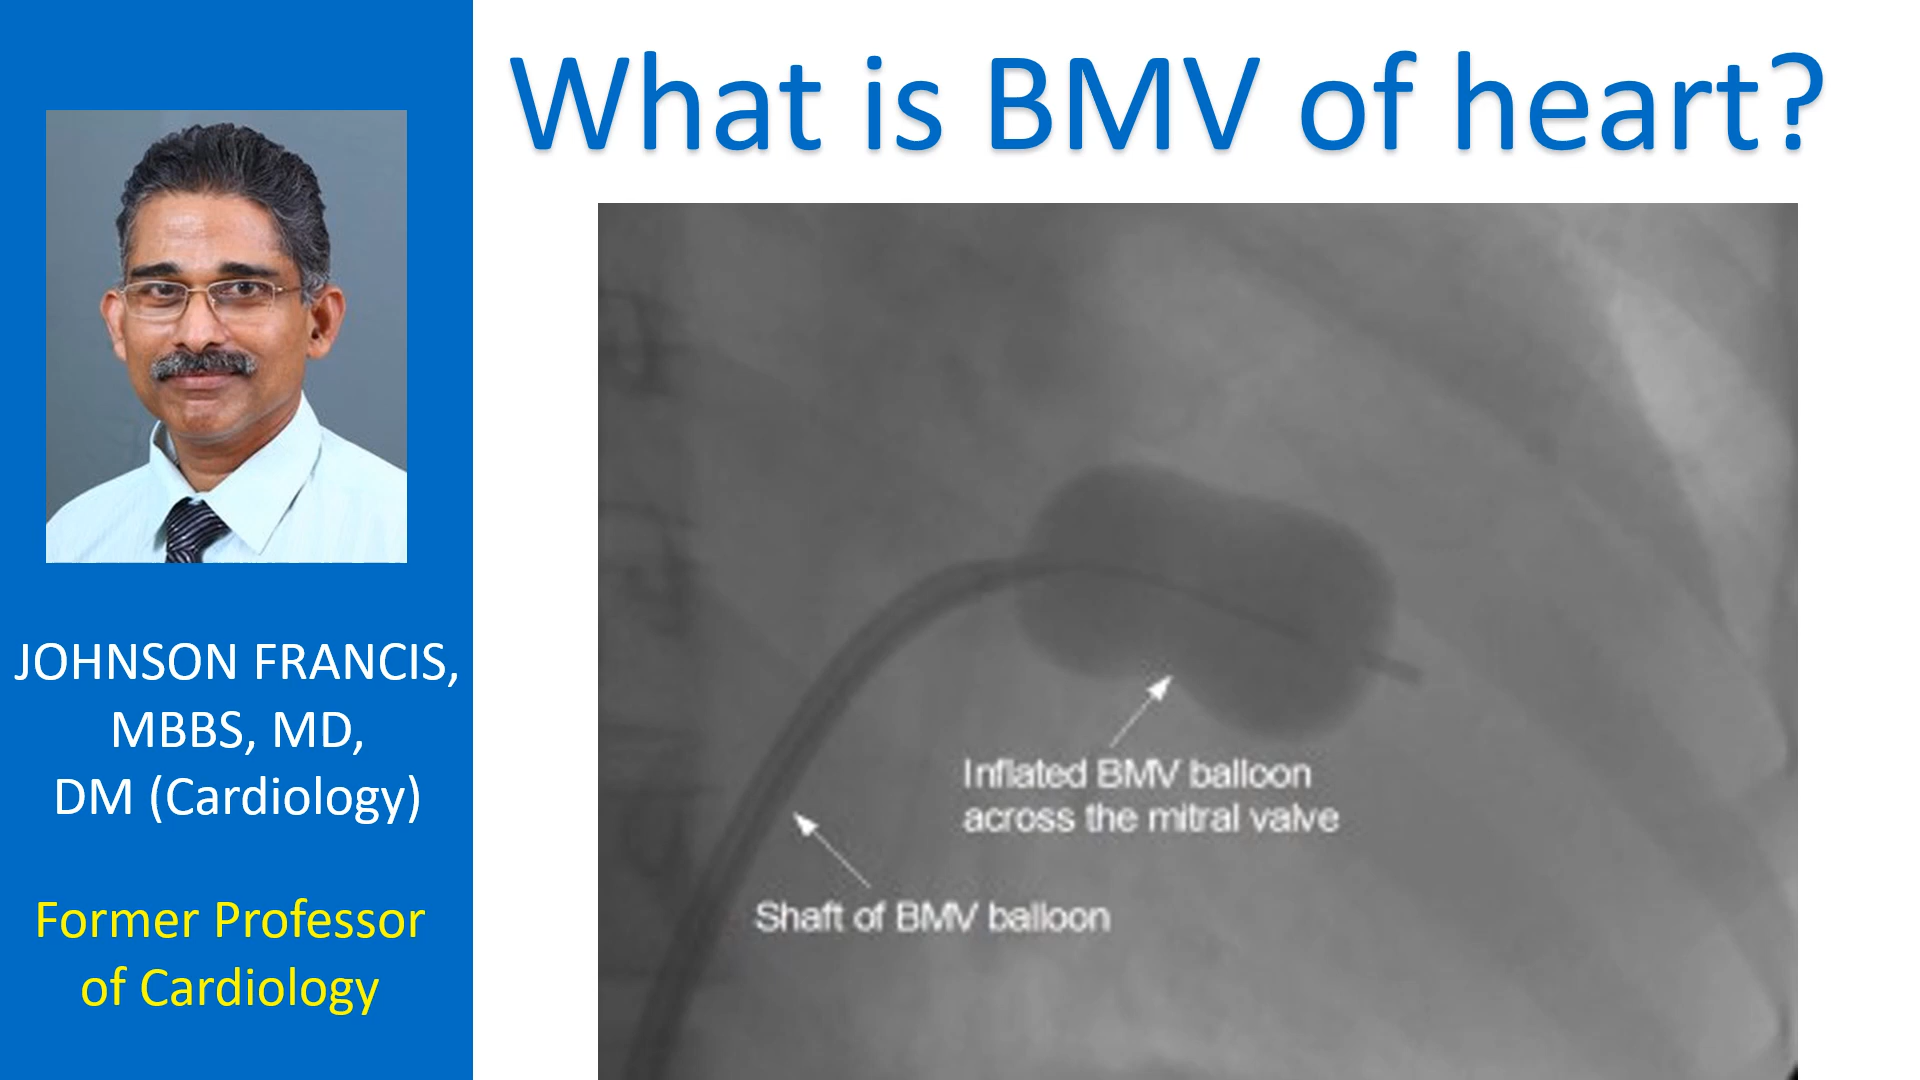 What is BMV of heart?
JOHNSON FRANCIS,
MBBS, MD,
DM (Cardiology)
Former Professor
of Cardiology
Inflated BMV balloon
across the mitral valve
Shaft of BMV balloon